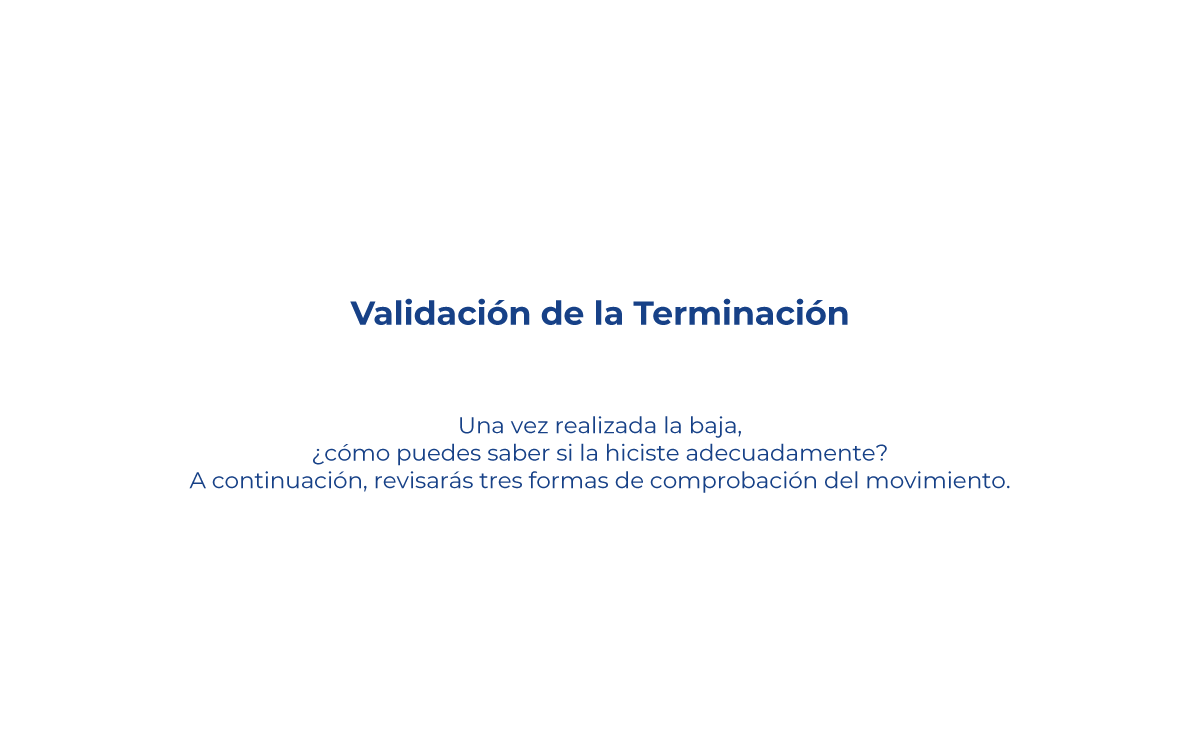 Validación de la Terminación
Una vez realizada la baja,
¿cómo puedes saber si la hiciste adecuadamente?
A continuación, revisarás tres formas de comprobación del movimiento.